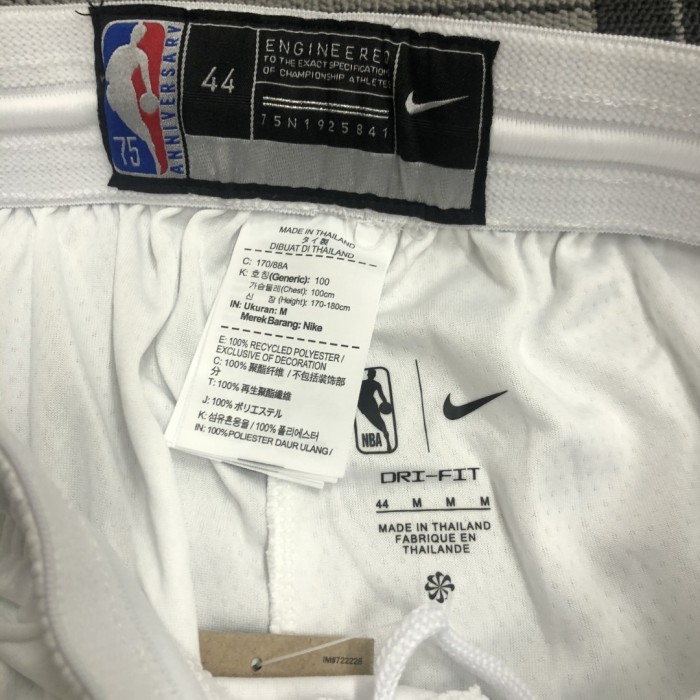 75
ANNIVERSARY
44
ENGINEERED
TO THE EXACT SPECIFICATION
OF CHAMPIONSHIP ATHLETE
75N1925841
MADE IN THAILAND
タイ製
DIBUAT DI THAILAND
C: 170/88A
K: 호칭(Generic): 100
가슴둘레(Chest): 100cm
신 장 (Height): 170-180cm
IN: Ukuran: M
MerekBarang: Nike
E: 100% RECYCLED POLYESTER /
EXCLUSIVE OF DECORATION
C: 100% 聚酯纤维 / 不包括装饰部
分
T: 100% 再生聚酯纖維
J: 100% ポリエステル
K: 섬유혼용율 / 100% 폴리에스터
IN: 100%POLIESTER DAUR ULANG /
NBA
DRI-FIT
44 M M M
MADE IN THAILAND
FABRIQUE EN
THAILANDE